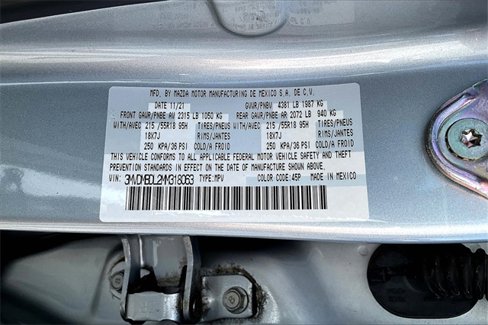 MFD. BY MAZDA MOTOR MANUFACTURING DE MEXICO S.A. DE C.V.
DATE 11/21 GVWR/PNBV 4381 LB 1987 KG
FRONT GAWR/PNBE AV 2315 LB 1050 KG REAR GAWR/PNBE AR 2072 LB 940 KG
WITH/AVEC 215/55R18 95H TIRES/PNEUS WITH/AVEC 215/55R18 95H TIRES/PNEUS
18X7J RIMS/JANTES 18X7J RIMS/JANTES
250 KPA/36 PSI COLD/A FROID 250 KPA/36 PSI COLD/A FROID
THIS VEHICLE CONFORMS TO ALL APPLICABLE FEDERAL MOTOR VEHICLE SAFETY, BUMPER, AND THEFT
PREVENTION STANDARDS IN EFFECT ON THE DATE OF MANUFACTURE SHOWN ABOVE.
VIN: TYPE:MPV COLOR CODE:45P MADE IN MEXICO